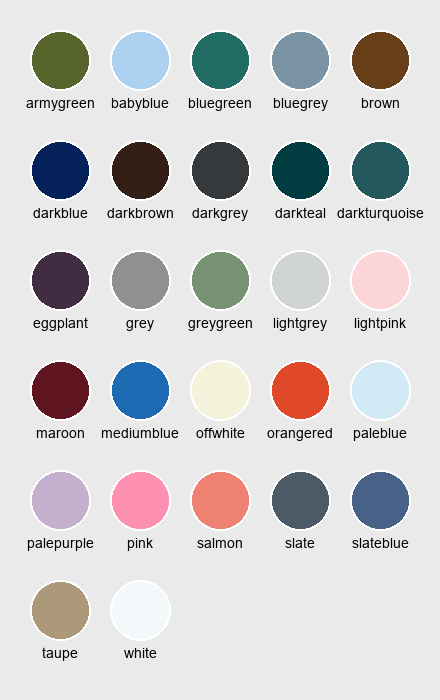 armygreen babyblue bluegreen bluegrey brown
darkblue darkbrown darkgrey darkteal darkturquoise
eggplant grey greygreen lightgrey lightpink
maroon mediumblue offwhite orangered paleblue
palepurple pink salmon slate slateblue
taupe white